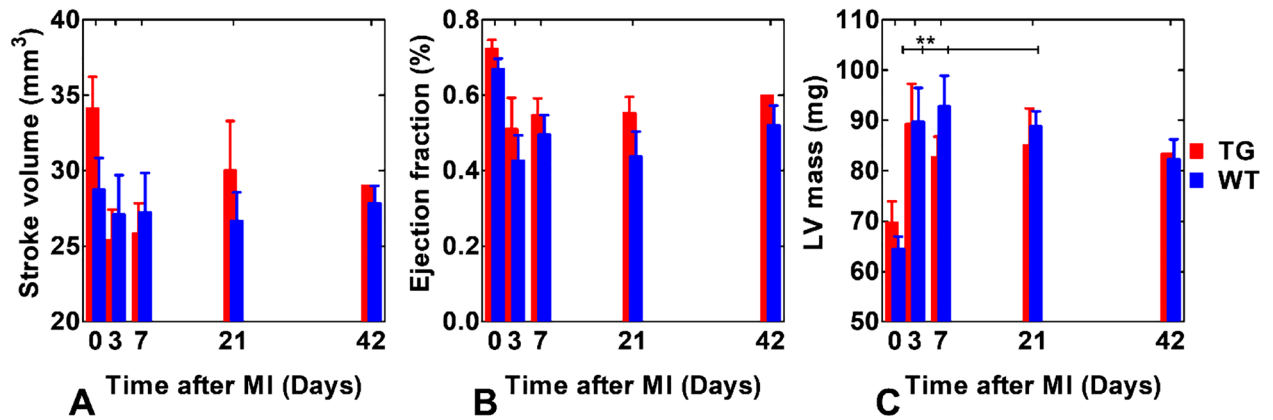 Stroke volume (mm³)
40
35
30
25
20
0 3 7 21 42
Time after MI (Days)
A
Ejection fraction (%)
0.8
0.6
0.4
0.2
0.0
0 3 7 21 42
Time after MI (Days)
B
LV mass (mg)
110
100
90
80
70
60
50
**
0 3 7 21 42
Time after MI (Days)
C
TG
WT